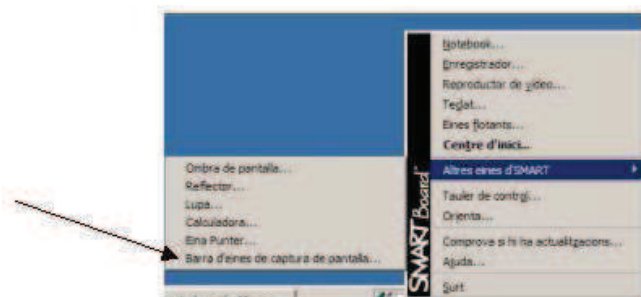 Notebook...
Enregistrador...
Reproductor de vídeo...
Teclat...
Eines flotants...
Centre d'inici...
Altres eines d'SMART
Tauler de control...
Orienta...
Comprova si hi ha actualitzacions...
Ajuda...
Surt
SMART Board
Ombra de pantalla...
Reflector...
Lupa...
Calculadora...
Eina Punter...
Barra d'eines de captura de pantalla...